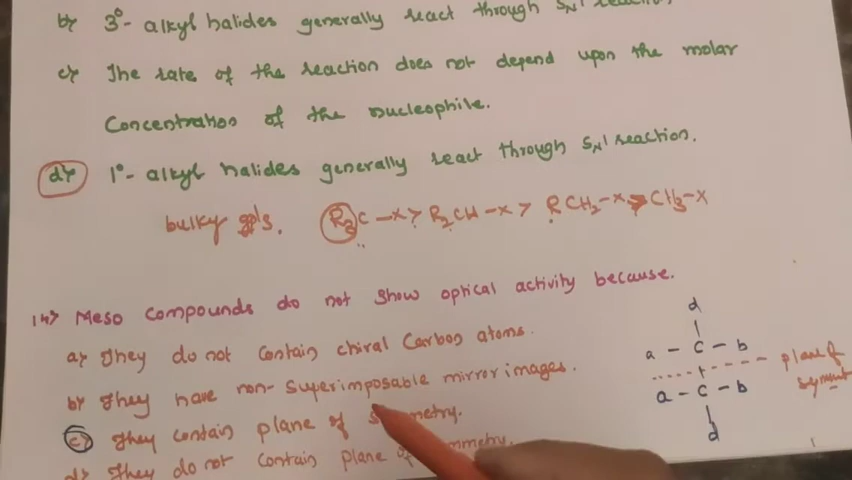 b) 3°- alkyl halides generally react through SN1 reaction
c) The rate of the reaction does not depend upon the molar
Concentration of the nucleophile.
d) 1°- alkyl halides generally react through SN1 reaction.
bulky gps. R3C-X > R2CH-X > RCH2-X > CH3-X
14) Meso compounds do not show optical activity because.
a) They do not contain chiral Carbon atoms.
b) They have non-superimposable mirror images.
c) They contain plane of symmetry.
d) They do not contain plane of symmetry.
d
a - C - b
plane of
a - C - b
d